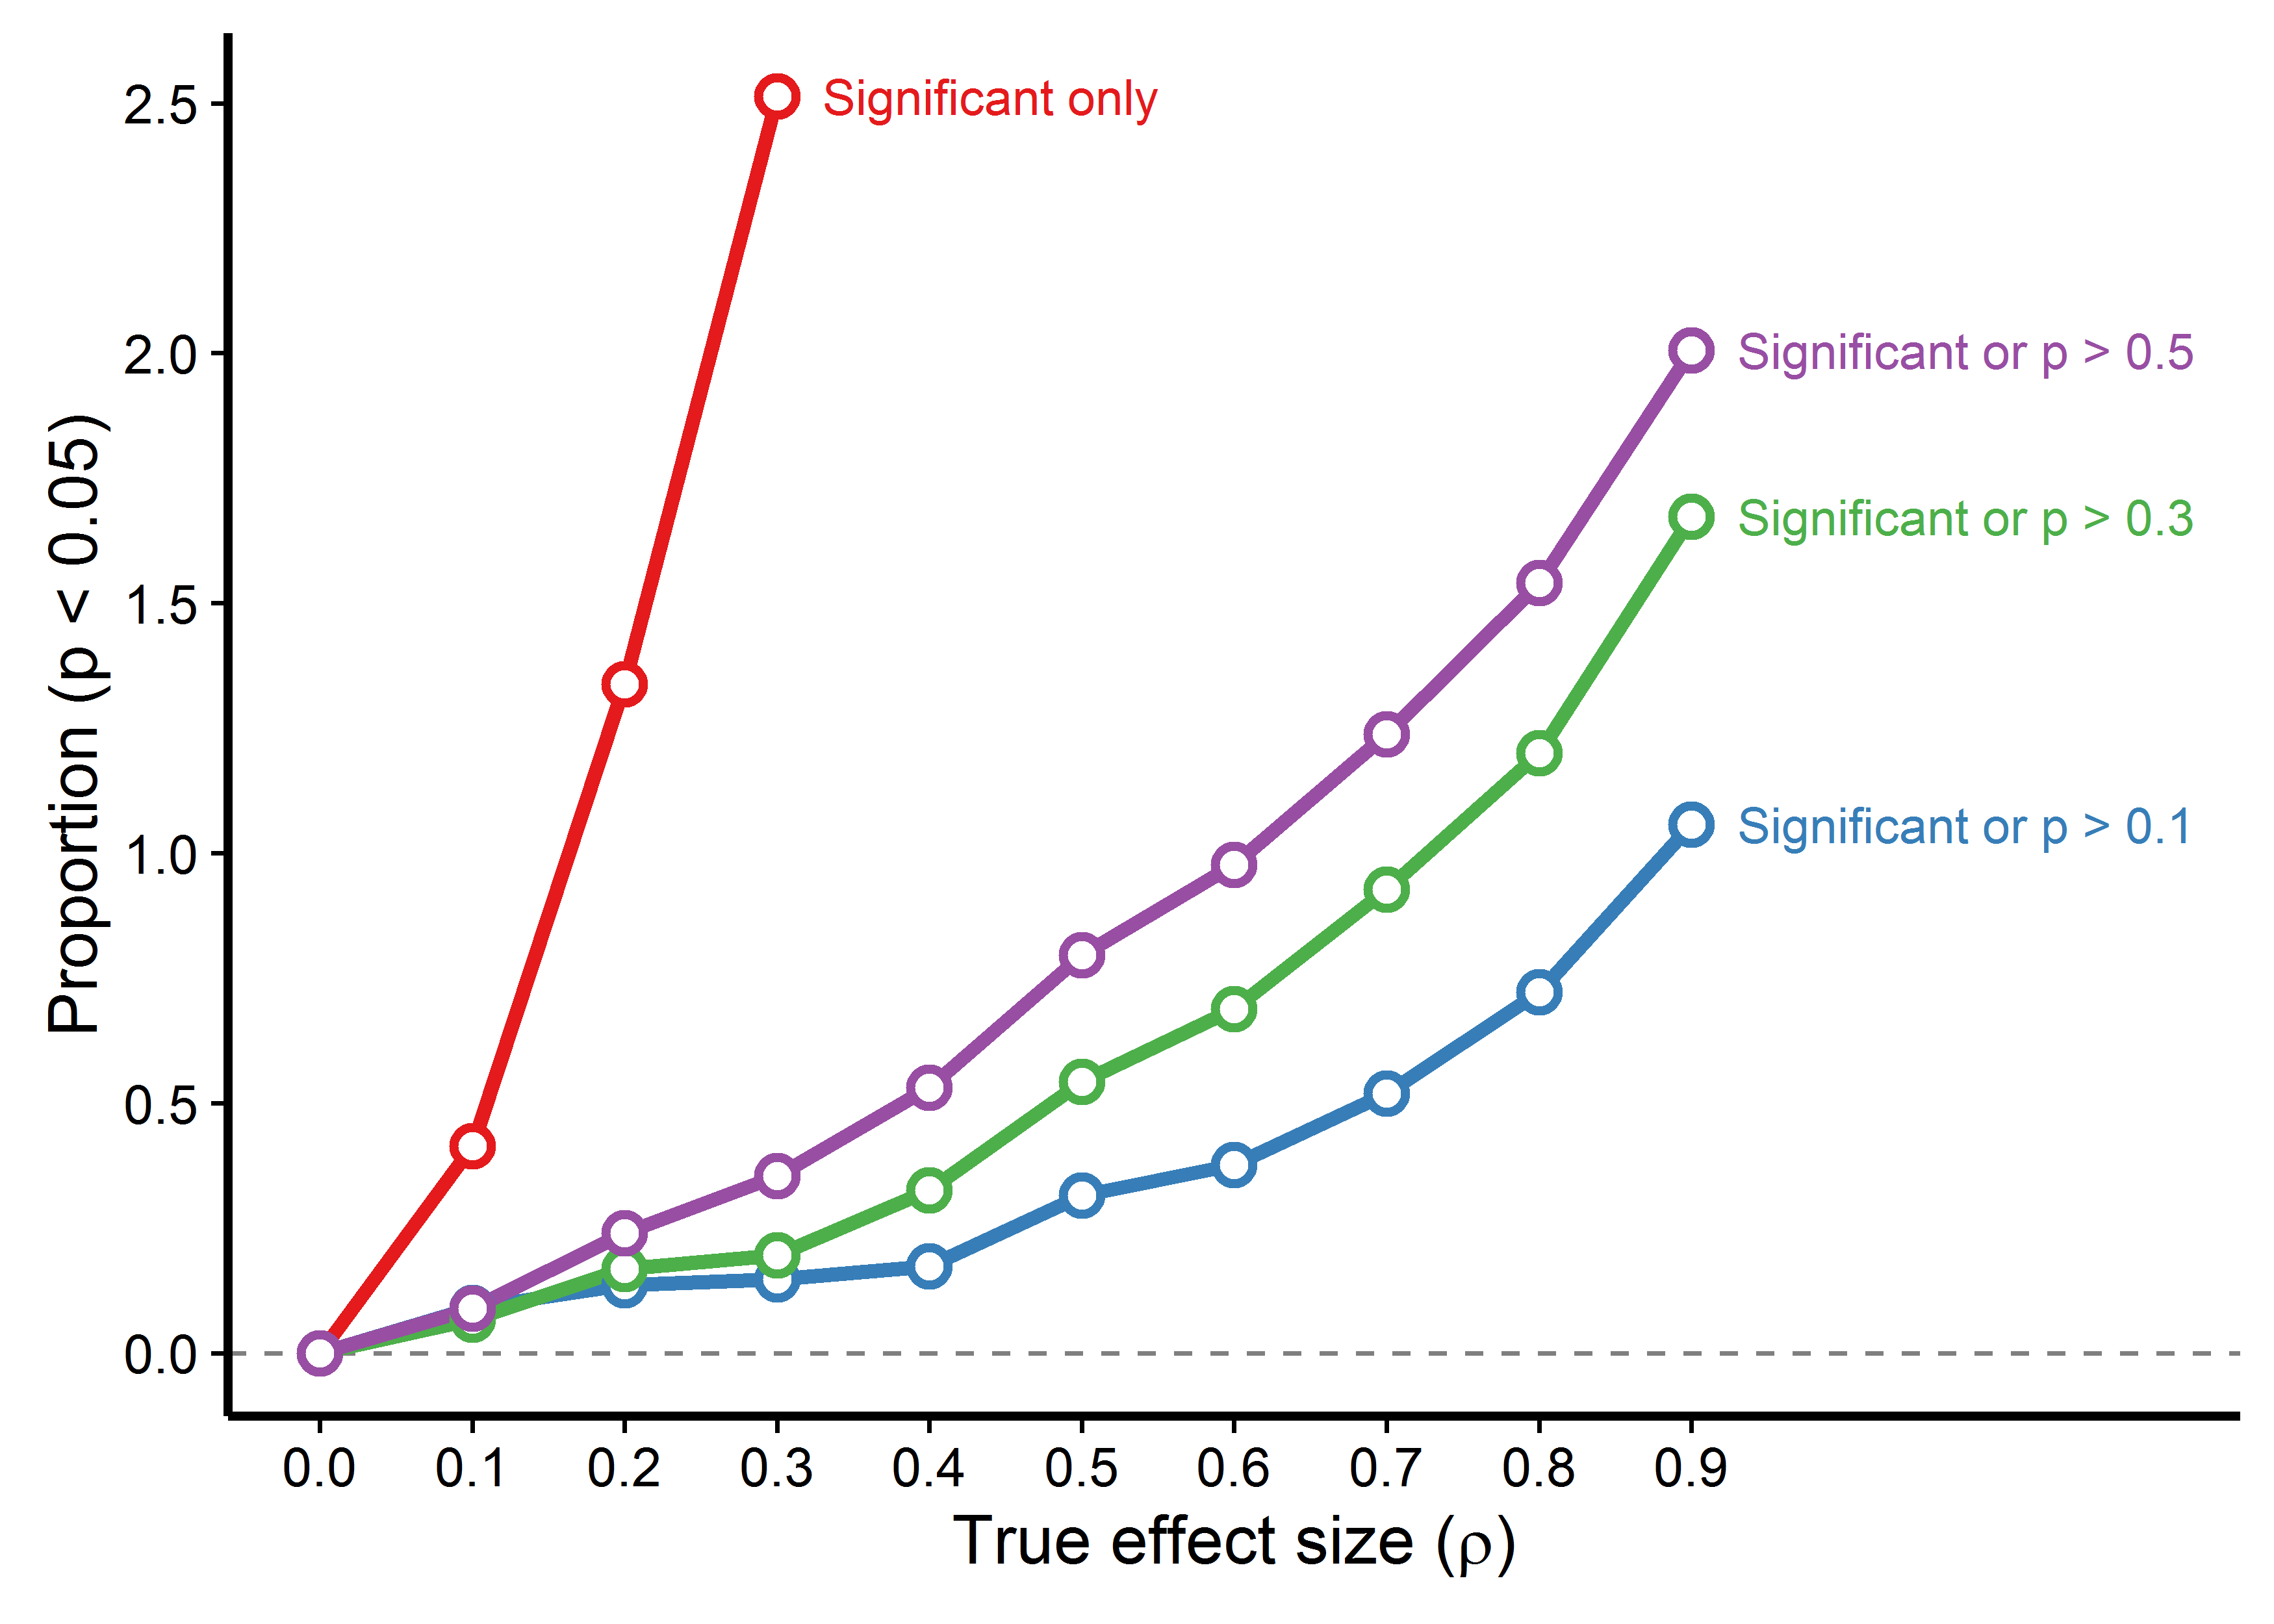 Proportion (p < 0.05)
2.5
2.0
1.5
1.0
0.5
0.0
Significant only
Significant or p > 0.5
Significant or p > 0.3
Significant or p > 0.1
0.0 0.1 0.2 0.3 0.4 0.5 0.6 0.7 0.8 0.9
True effect size (ρ)